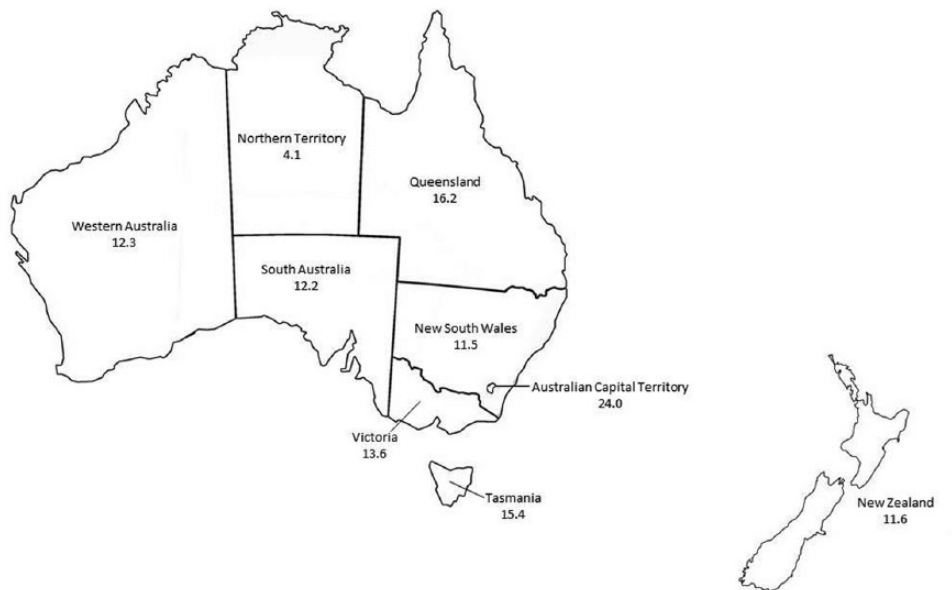 Northern Territory
4.1
Queensland
16.2
Western Australia
12.3
South Australia
12.2
New South Wales
11.5
Australian Capital Territory
24.0
Victoria
13.6
Tasmania
15.4
New Zealand
11.6